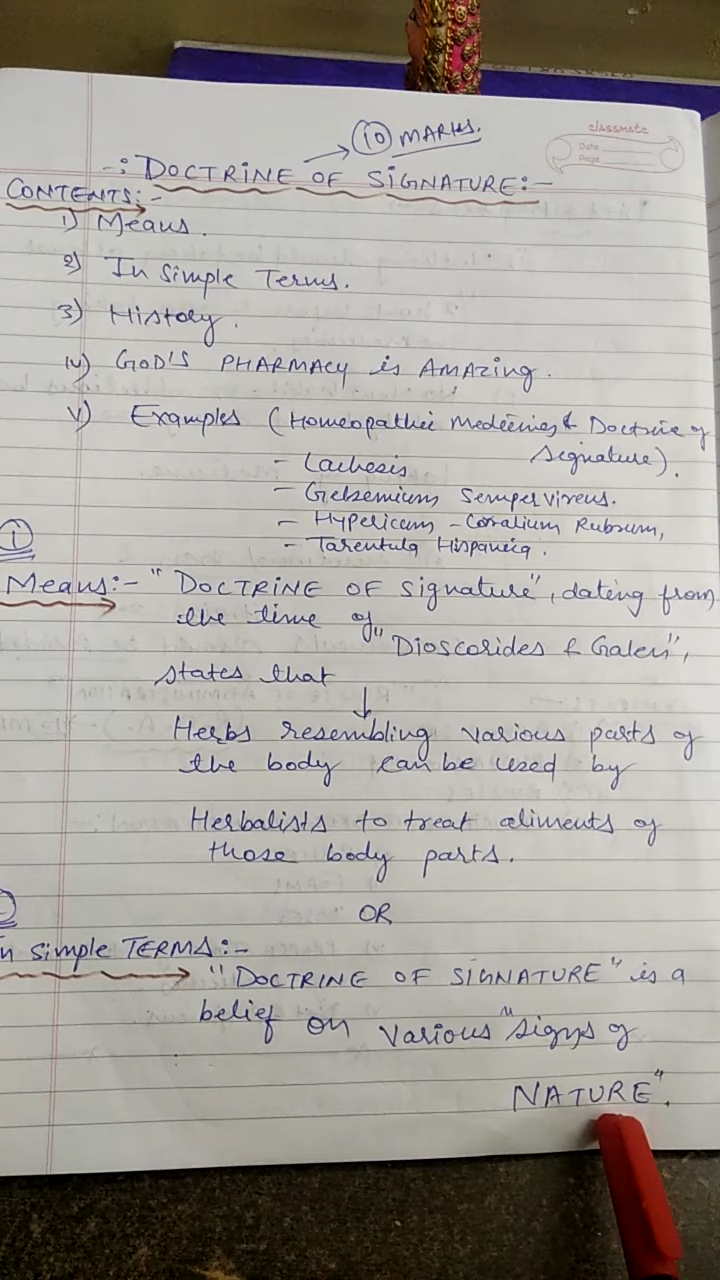 → 10 MARKS.
classmate
Date
Page
-: DOCTRINE OF SIGNATURE:-
CONTENTS:-
1) Means.
2) In Simple Terms.
3) History.
IV) GOD'S PHARMACY is AMAZING.
V) Examples (Homeopathic Medecines & Doctrine of
Signature).
- Lachesis
- Gelsemium Sempervirens.
- Hypericum - Corralium Rubrum,
- Tarentula Hispanica.
1
Means:- "DOCTRINE OF Signature", dating from
the time of "Dioscorides & Galen",
states that
↓
Herbs resembling various parts of
the body can be used by
Herbalists to treat aliments of
those body parts.
OR
n simple TERMS:-
→ "DOCTRINE OF SIGNATURE" is a
belief on various "signs of
NATURE".